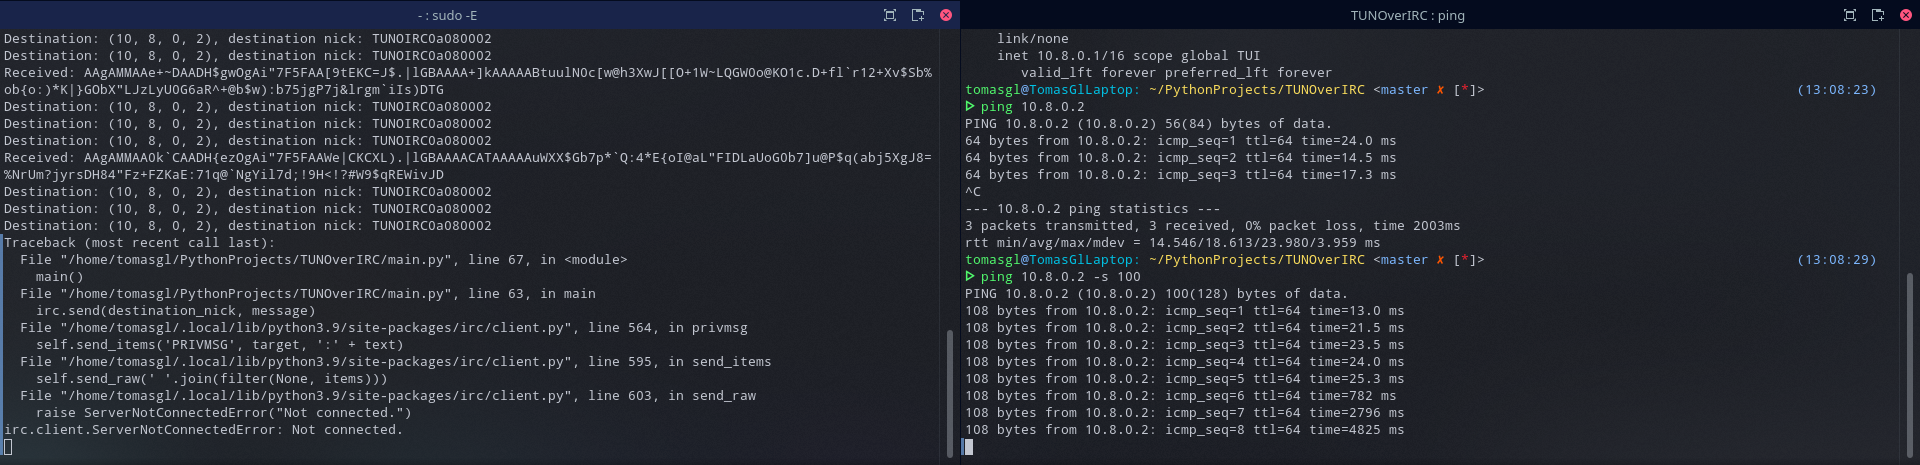 - : sudo -E
Destination: (10, 8, 0, 2), destination nick: TUNOIRC0a080002
Destination: (10, 8, 0, 2), destination nick: TUNOIRC0a080002
Received: AAgAMMAAe+~DAADH$gwOgAi"7F5FAA[9tEKC=J$.|lGBAAAA+]kAAAAABtuulN0c[w@h3XwJ[[O+1W~LQGW0o@KO1c.D+fl`r12+Xv$Sb%
ob{o:)*K|}GObX"LJzLyU0G6aR^+@b$w):b75jgP7j&lrgm`iIs)DTG
Destination: (10, 8, 0, 2), destination nick: TUNOIRC0a080002
Destination: (10, 8, 0, 2), destination nick: TUNOIRC0a080002
Destination: (10, 8, 0, 2), destination nick: TUNOIRC0a080002
Received: AAgAMMAA0k`CAADH{ezOgAi"7F5FAAWe|CKCXL).|lGBAAAACATAAAAAuWXX$Gb7p*`Q:4*E{oI@aL"FIDLaUoG0b7]u@P$q(abj5XgJ8=
%NrUm?jyrsDH84"Fz+FZKaE:71q@`NgYil7d;!9H<!?#W9$qREWivJD
Destination: (10, 8, 0, 2), destination nick: TUNOIRC0a080002
Destination: (10, 8, 0, 2), destination nick: TUNOIRC0a080002
Destination: (10, 8, 0, 2), destination nick: TUNOIRC0a080002
Traceback (most recent call last):
  File "/home/tomasgl/PythonProjects/TUNOverIRC/main.py", line 67, in <module>
    main()
  File "/home/tomasgl/PythonProjects/TUNOverIRC/main.py", line 63, in main
    irc.send(destination_nick, message)
  File "/home/tomasgl/.local/lib/python3.9/site-packages/irc/client.py", line 564, in privmsg
    self.send_items('PRIVMSG', target, ':' + text)
  File "/home/tomasgl/.local/lib/python3.9/site-packages/irc/client.py", line 595, in send_items
    self.send_raw(' '.join(filter(None, items)))
  File "/home/tomasgl/.local/lib/python3.9/site-packages/irc/client.py", line 603, in send_raw
    raise ServerNotConnectedError("Not connected.")
irc.client.ServerNotConnectedError: Not connected.
TUNOverIRC : ping
    link/none
    inet 10.8.0.1/16 scope global TUI
       valid_lft forever preferred_lft forever
tomasgl@TomasGlLaptop: ~/PythonProjects/TUNOverIRC <master ✗ [*]> (13:08:23)
▷ ping 10.8.0.2
PING 10.8.0.2 (10.8.0.2) 56(84) bytes of data.
64 bytes from 10.8.0.2: icmp_seq=1 ttl=64 time=24.0 ms
64 bytes from 10.8.0.2: icmp_seq=2 ttl=64 time=14.5 ms
64 bytes from 10.8.0.2: icmp_seq=3 ttl=64 time=17.3 ms
^C
--- 10.8.0.2 ping statistics ---
3 packets transmitted, 3 received, 0% packet loss, time 2003ms
rtt min/avg/max/mdev = 14.546/18.613/23.980/3.959 ms
tomasgl@TomasGlLaptop: ~/PythonProjects/TUNOverIRC <master ✗ [*]> (13:08:29)
▷ ping 10.8.0.2 -s 100
PING 10.8.0.2 (10.8.0.2) 100(128) bytes of data.
108 bytes from 10.8.0.2: icmp_seq=1 ttl=64 time=13.0 ms
108 bytes from 10.8.0.2: icmp_seq=2 ttl=64 time=21.5 ms
108 bytes from 10.8.0.2: icmp_seq=3 ttl=64 time=23.5 ms
108 bytes from 10.8.0.2: icmp_seq=4 ttl=64 time=24.0 ms
108 bytes from 10.8.0.2: icmp_seq=5 ttl=64 time=25.3 ms
108 bytes from 10.8.0.2: icmp_seq=6 ttl=64 time=782 ms
108 bytes from 10.8.0.2: icmp_seq=7 ttl=64 time=2796 ms
108 bytes from 10.8.0.2: icmp_seq=8 ttl=64 time=4825 ms